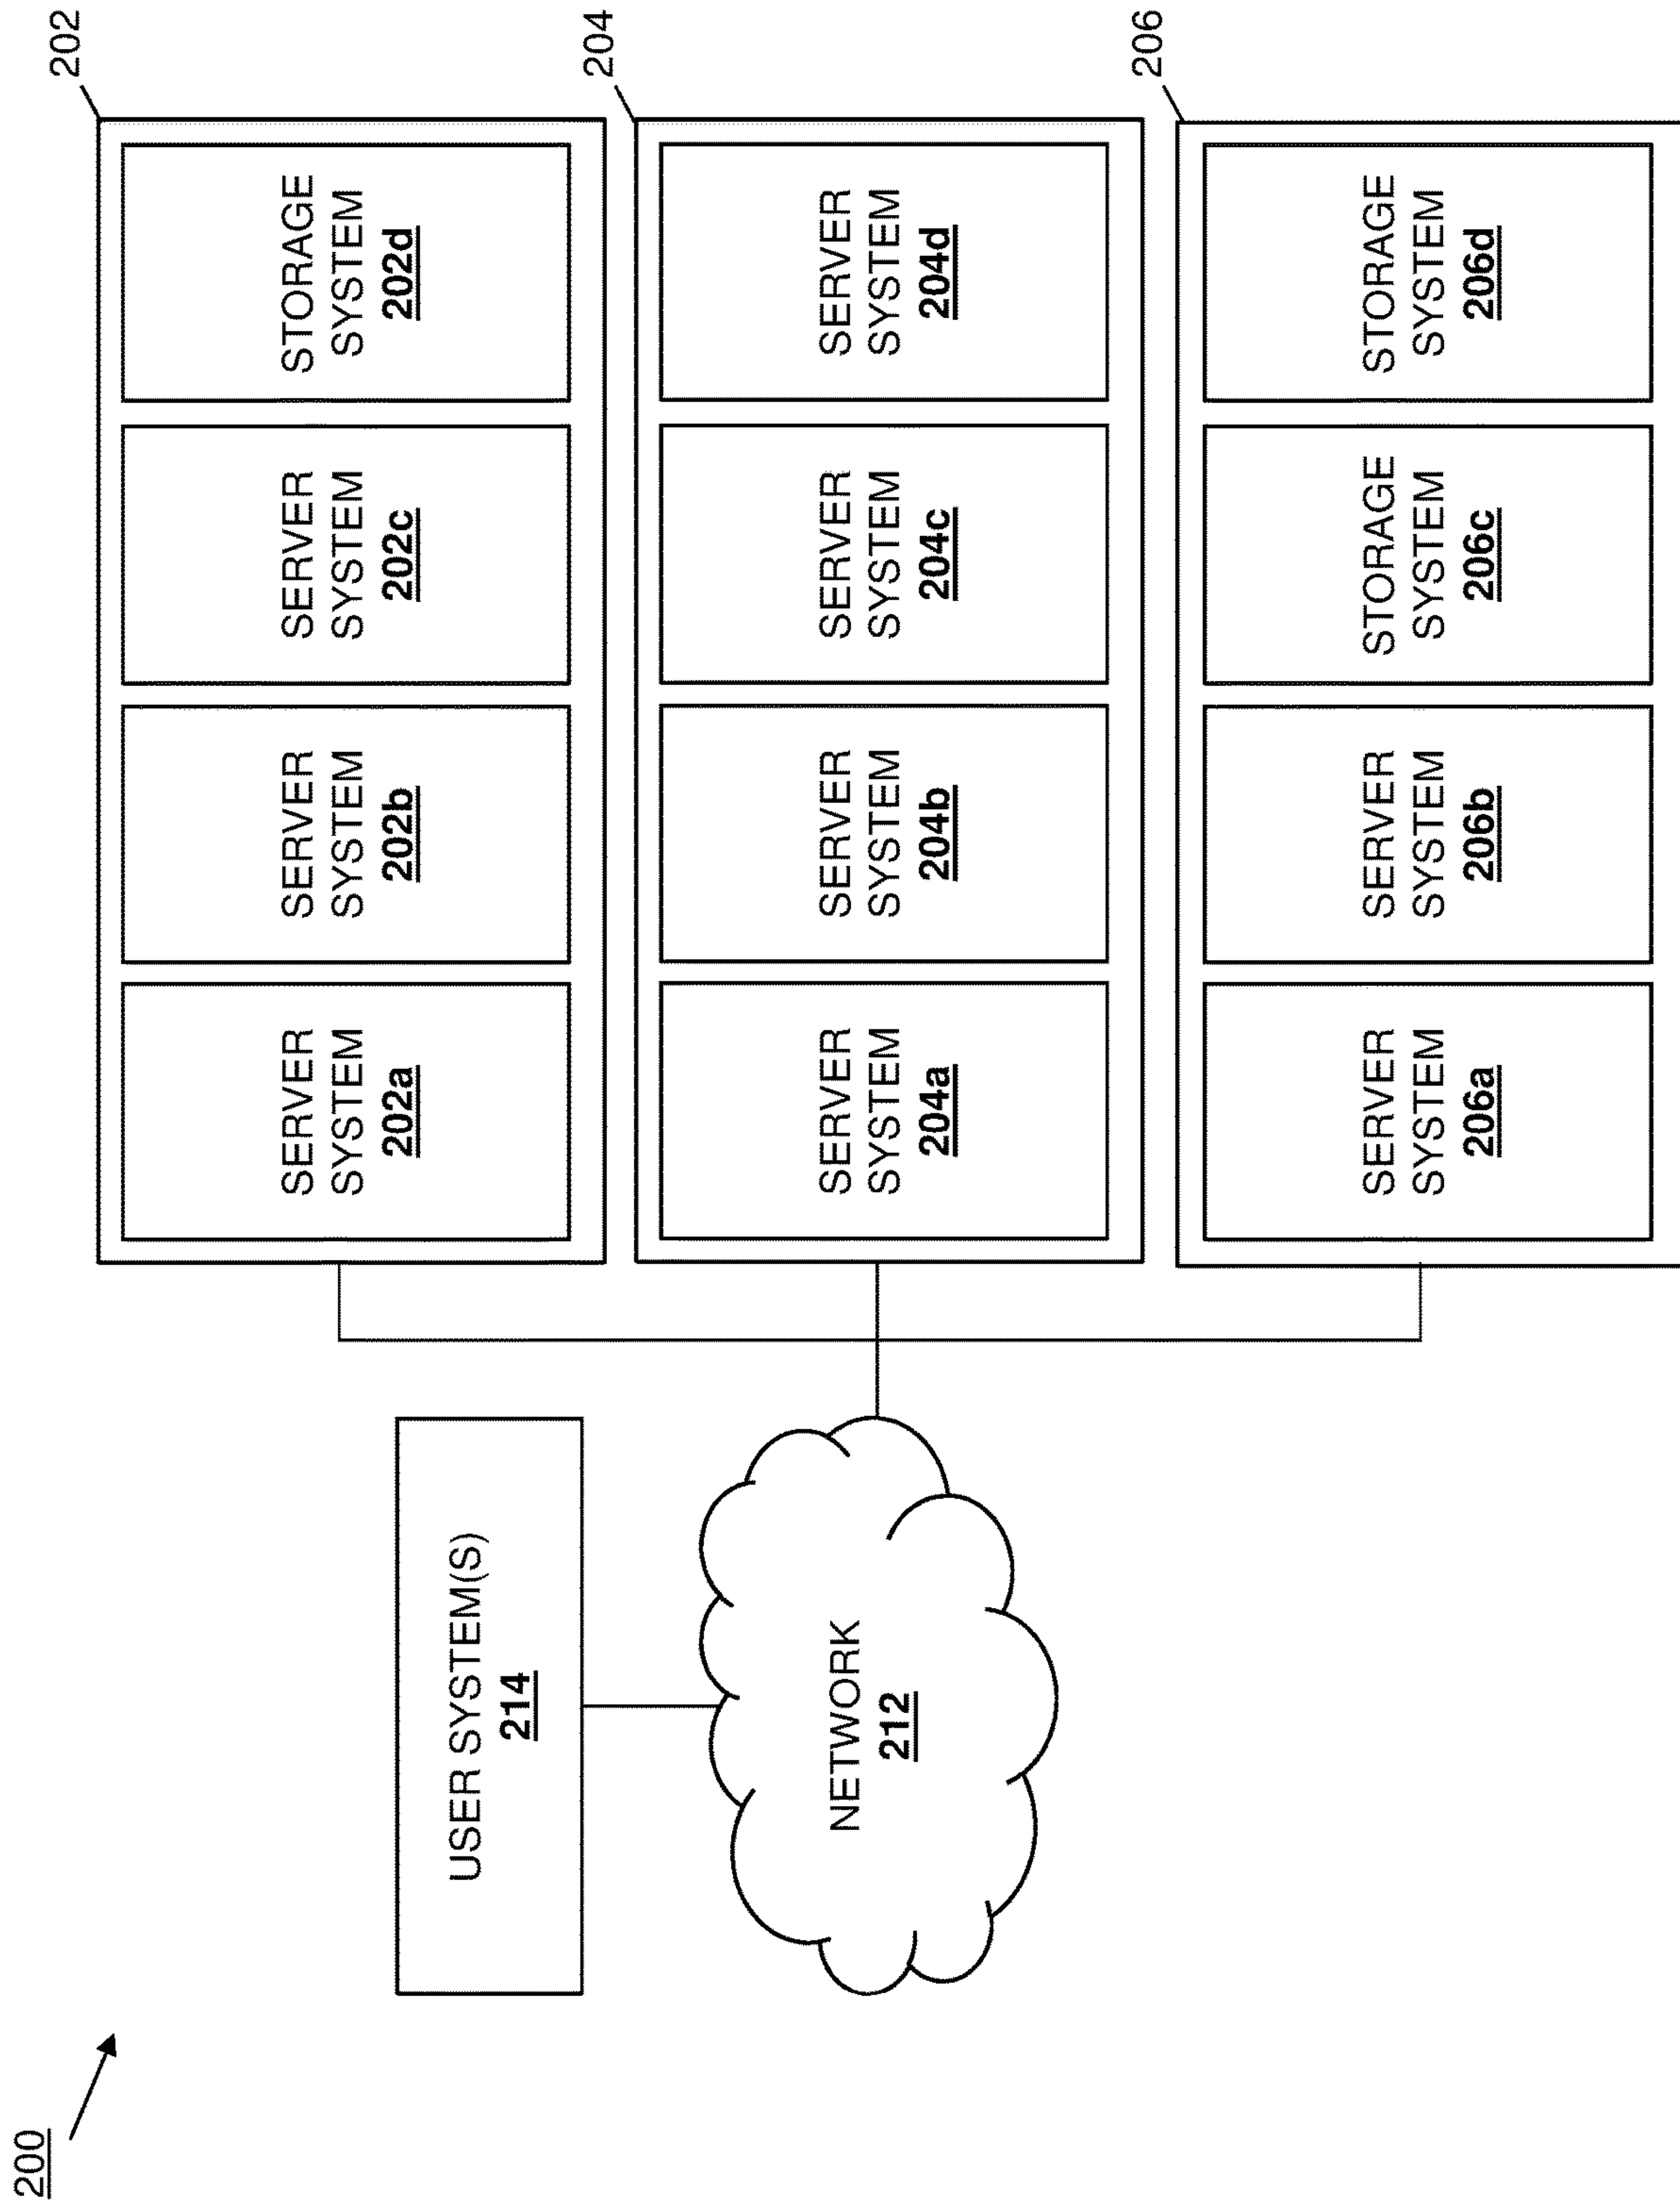 200
USER SYSTEM(S)
214
NETWORK
212
202
SERVER
SYSTEM
202a
SERVER
SYSTEM
202b
SERVER
SYSTEM
202c
STORAGE
SYSTEM
202d
204
SERVER
SYSTEM
204a
SERVER
SYSTEM
204b
SERVER
SYSTEM
204c
SERVER
SYSTEM
204d
206
SERVER
SYSTEM
206a
SERVER
SYSTEM
206b
STORAGE
SYSTEM
206c
STORAGE
SYSTEM
206d